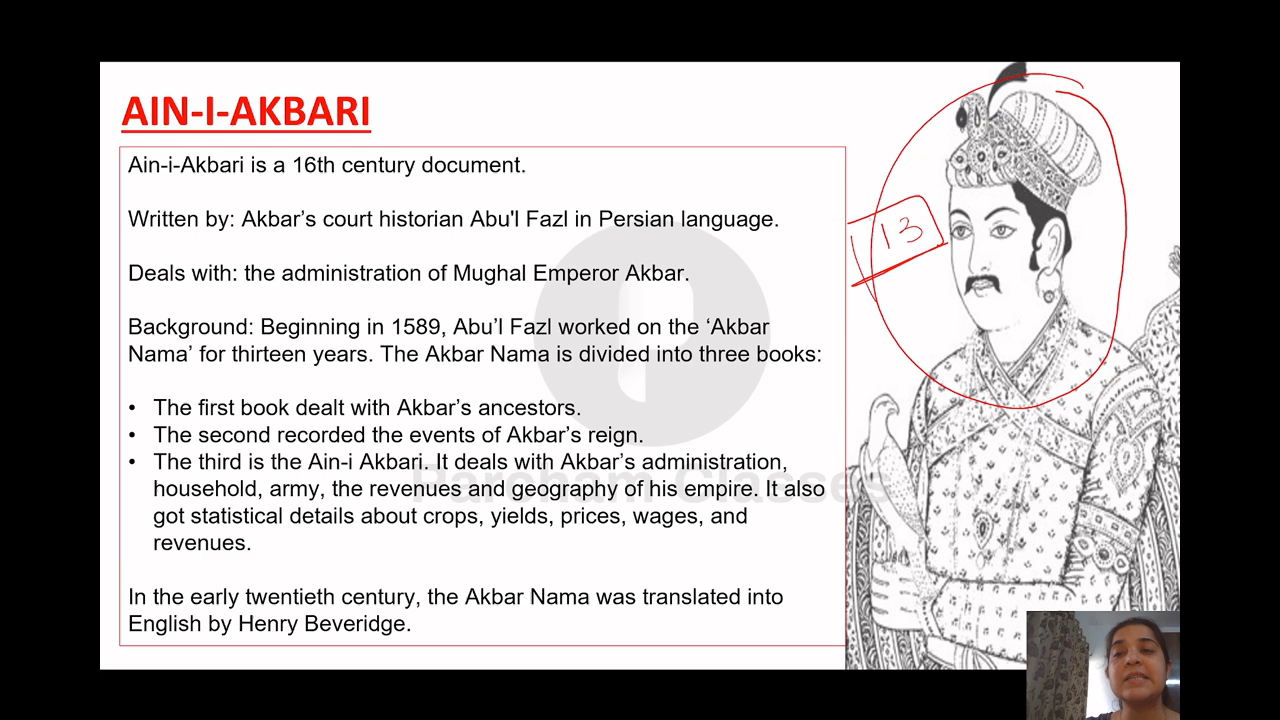 AIN-I-AKBARI
Ain-i-Akbari is a 16th century document.
Written by: Akbar’s court historian Abu'l Fazl in Persian language.
Deals with: the administration of Mughal Emperor Akbar.
Background: Beginning in 1589, Abu’l Fazl worked on the ‘Akbar
Nama’ for thirteen years. The Akbar Nama is divided into three books:
• The first book dealt with Akbar’s ancestors.
• The second recorded the events of Akbar’s reign.
• The third is the Ain-i Akbari. It deals with Akbar’s administration,
household, army, the revenues and geography of his empire. It also
got statistical details about crops, yields, prices, wages, and
revenues.
In the early twentieth century, the Akbar Nama was translated into
English by Henry Beveridge.
13
Parcham Classes